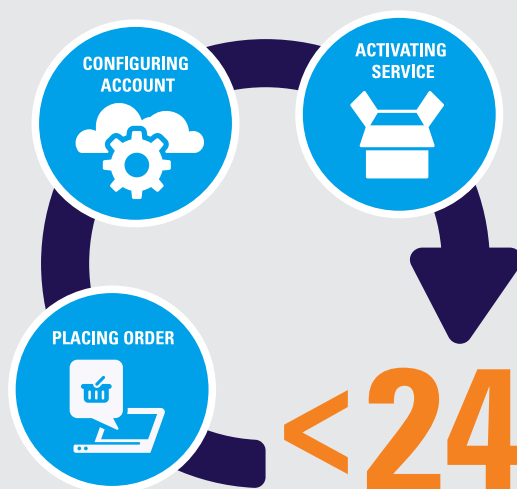 CONFIGURING
ACCOUNT
ACTIVATING
SERVICE
PLACING ORDER
<24